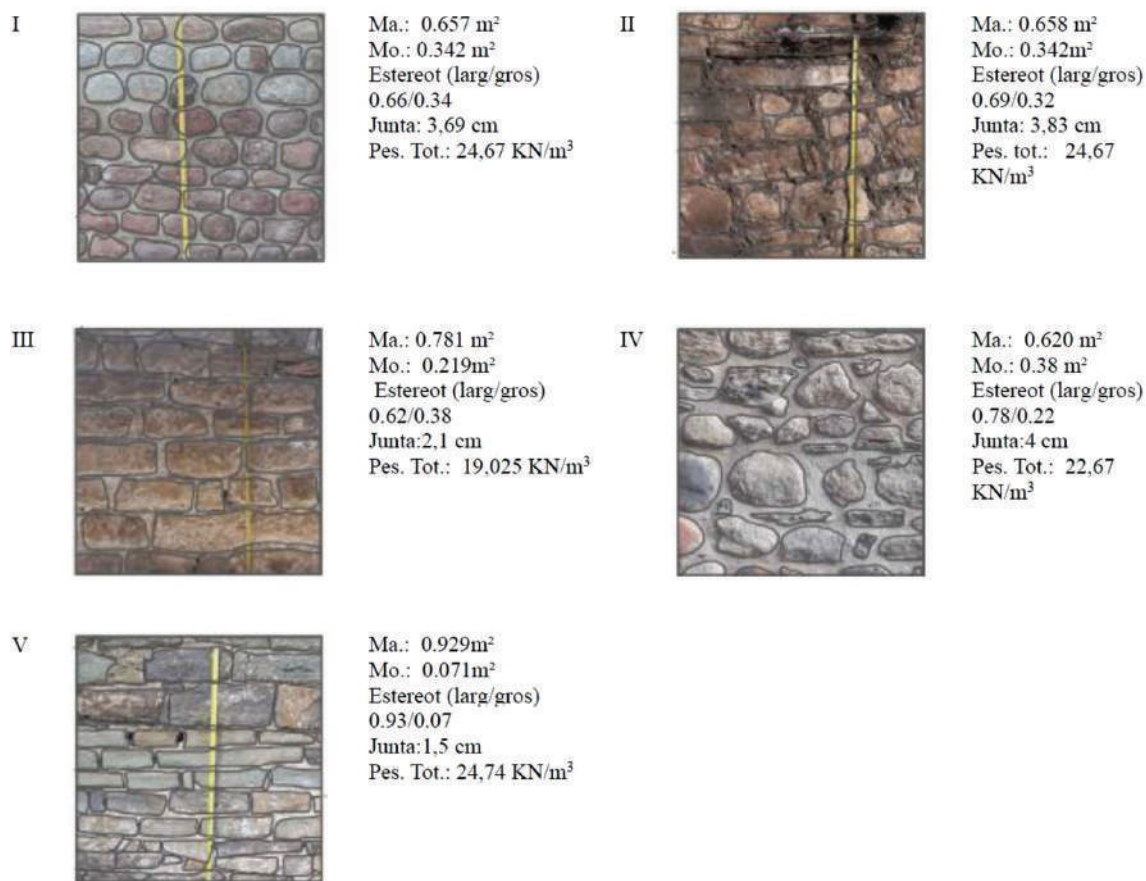 I
Ma.: 0.657 m²
Mo.: 0.342 m²
Estereot (larg/gros)
0.66/0.34
Junta: 3,69 cm
Pes. Tot.: 24,67 KN/m³
II
Ma.: 0.658 m²
Mo.: 0.342m²
Estereot (larg/gros)
0.69/0.32
Junta: 3,83 cm
Pes. tot.: 24,67
KN/m³
III
Ma.: 0.781 m²
Mo.: 0.219m²
Estereot (larg/gros)
0.62/0.38
Junta:2,1 cm
Pes. Tot.: 19,025 KN/m³
IV
Ma.: 0.620 m²
Mo.: 0.38 m²
Estereot (larg/gros)
0.78/0.22
Junta:4 cm
Pes. Tot.: 22,67
KN/m³
V
Ma.: 0.929m²
Mo.: 0.071m²
Estereot (larg/gros)
0.93/0.07
Junta:1,5 cm
Pes. Tot.: 24,74 KN/m³